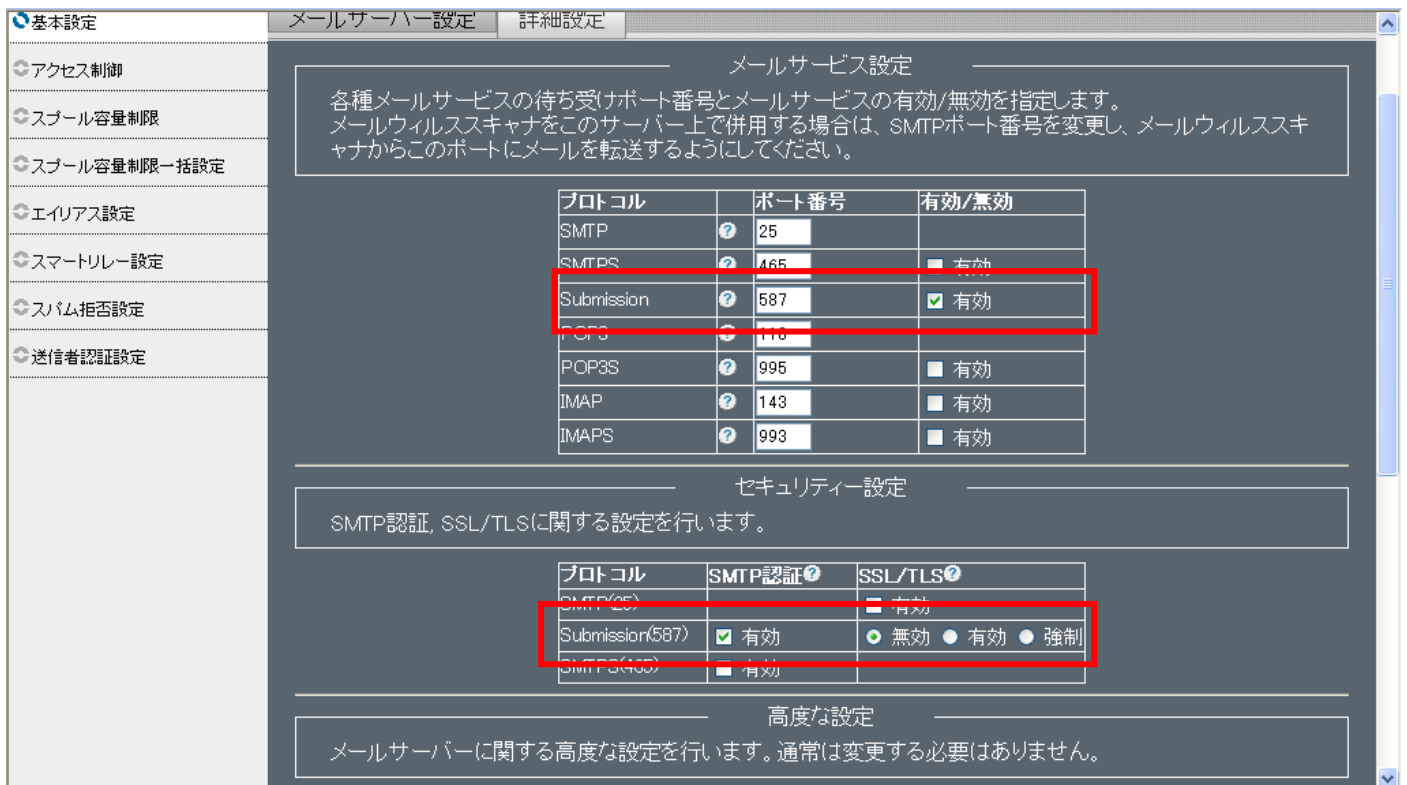 基本設定
アクセス制御
スプール容量制限
スプール容量制限一括設定
エイリアス設定
スマートリレー設定
スパム拒否設定
送信者認証設定
メールサーバー設定 詳細設定
メールサービス設定
各種メールサービスの待ち受けポート番号とメールサービスの有効/無効を指定します。
メールウィルススキャナをこのサーバー上で併用する場合は、SMTPポート番号を変更し、メールウィルススキ
ャナからこのポートにメールを転送するようにしてください。
プロトコル ポート番号 有効/無効
SMTP 25
SMTPS 465 有効
Submission 587 有効
POP3
POP3S 995 有効
IMAP 143 有効
IMAPS 993 有効
セキュリティー設定
SMTP認証, SSL/TLSに関する設定を行います。
プロトコル SMTP認証 SSL/TLS
SMTP(25) 有効
Submission(587) 有効 無効 有効 強制
SMTPS(465) 有効
高度な設定
メールサーバーに関する高度な設定を行います。通常は変更する必要はありません。